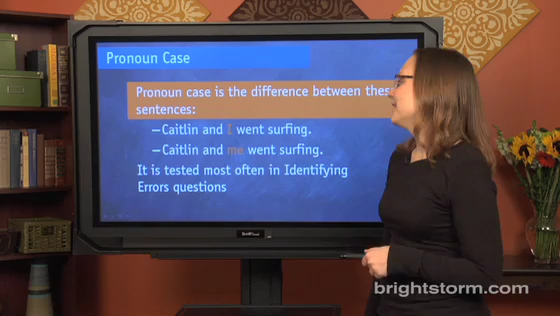 Pronoun Case
Pronoun case is the difference between these
sentences:
–Caitlin and I went surfing.
–Caitlin and me went surfing.
It is tested most often in Identifying
Errors questions
brightstorm.com